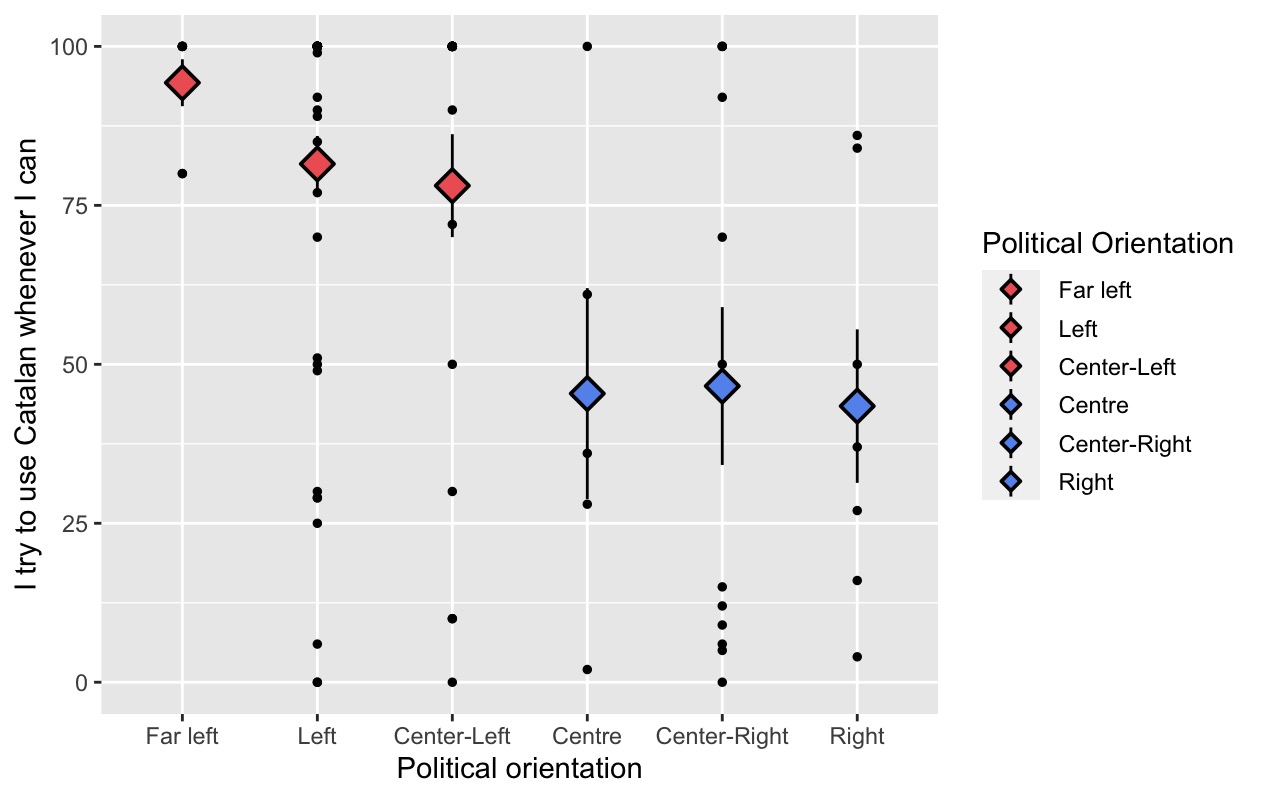 I try to use Catalan whenever I can
100
75
50
25
0
Far left
Left
Center-Left
Centre
Center-Right
Right
Political orientation
Political Orientation
Far left
Left
Center-Left
Centre
Center-Right
Right